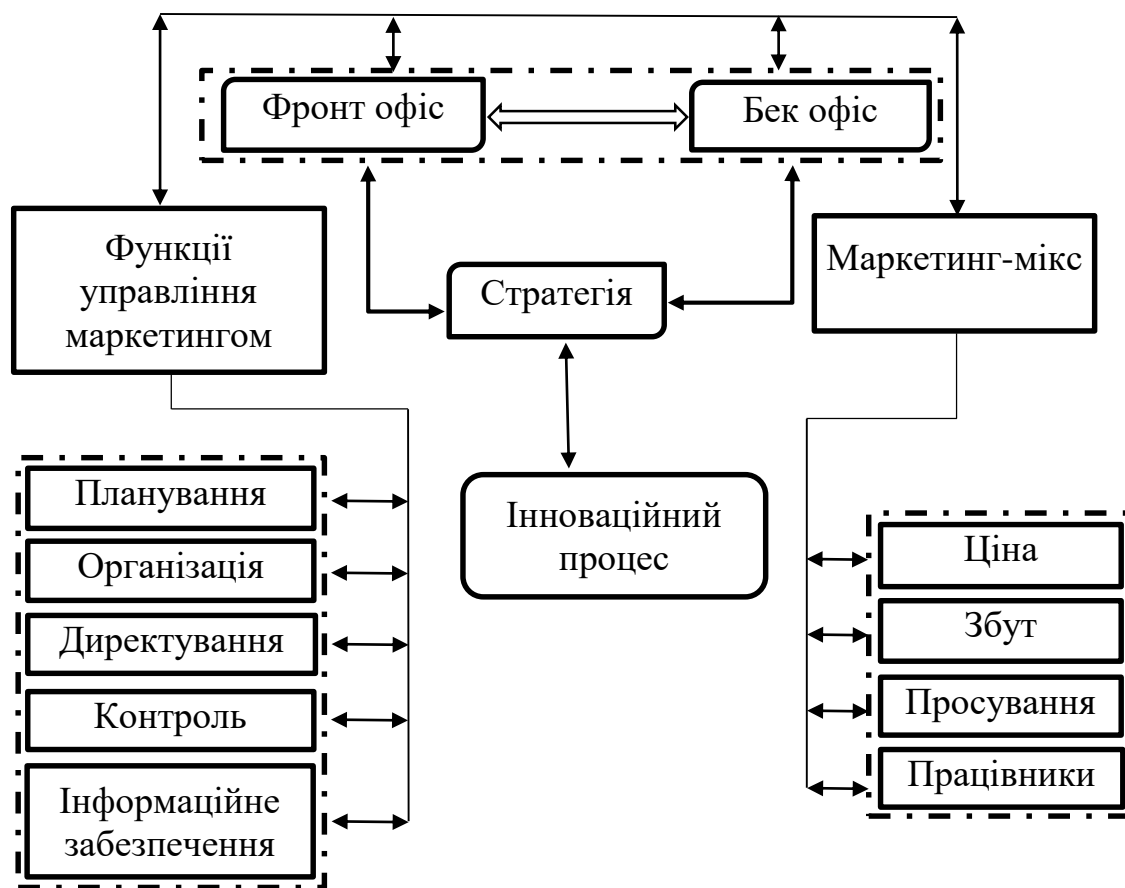 Фронт офіс
Бек офіс
Функції
управління
маркетингом
Стратегія
Маркетинг-мікс
Планування
Організація
Директування
Контроль
Інформаційне
забезпечення
Інноваційний
процес
Ціна
Збут
Просування
Працівники